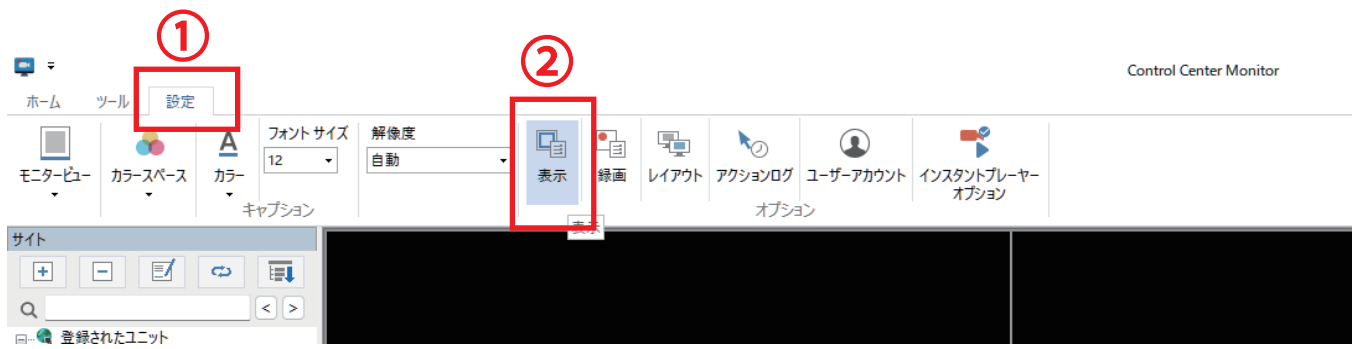 ①
②
Control Center Monitor
ホーム ツール 設定
フォント サイズ 解像度
12 自動
モニタービュー カラースペース カラー 表示 録画 レイアウト アクションログ ユーザーアカウント インスタントプレーヤー
オプション
キャプション オプション
表示
サイト
< >
登録されたユニット